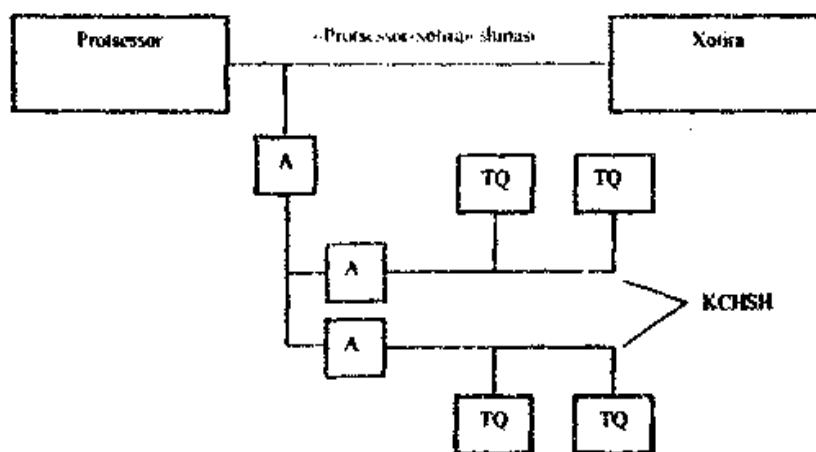 Protsessor
«Protsessor-xotira» shinasi
Xotira
A
TQ
TQ
A
KCHSH
A
TQ
TQ